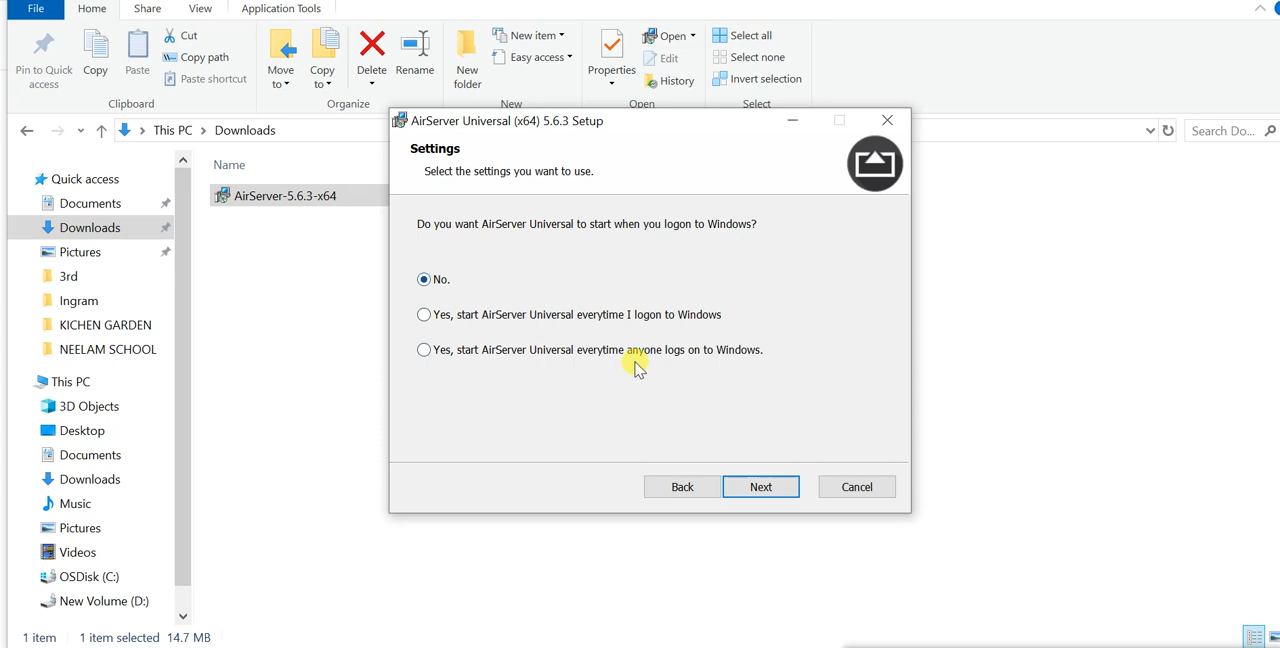 File Home Share View Application Tools
Pin to Quick access
Copy
Paste
Cut
Copy path
Paste shortcut
Clipboard
Move to
Copy to
Delete
Rename
Organize
New folder
New item
Easy access
New
Properties
Open
Edit
History
Open
Select all
Select none
Invert selection
Select
This PC > Downloads
Search Do...
Quick access
Documents
Downloads
Pictures
3rd
Ingram
KICHEN GARDEN
NEELAM SCHOOL
This PC
3D Objects
Desktop
Documents
Downloads
Music
Pictures
Videos
OSDisk (C:)
New Volume (D:)
Name
AirServer-5.6.3-x64
AirServer Universal (x64) 5.6.3 Setup
Settings
Select the settings you want to use.
Do you want AirServer Universal to start when you logon to Windows?
No.
Yes, start AirServer Universal everytime I logon to Windows
Yes, start AirServer Universal everytime anyone logs on to Windows.
Back Next Cancel
1 item 1 item selected 14.7 MB